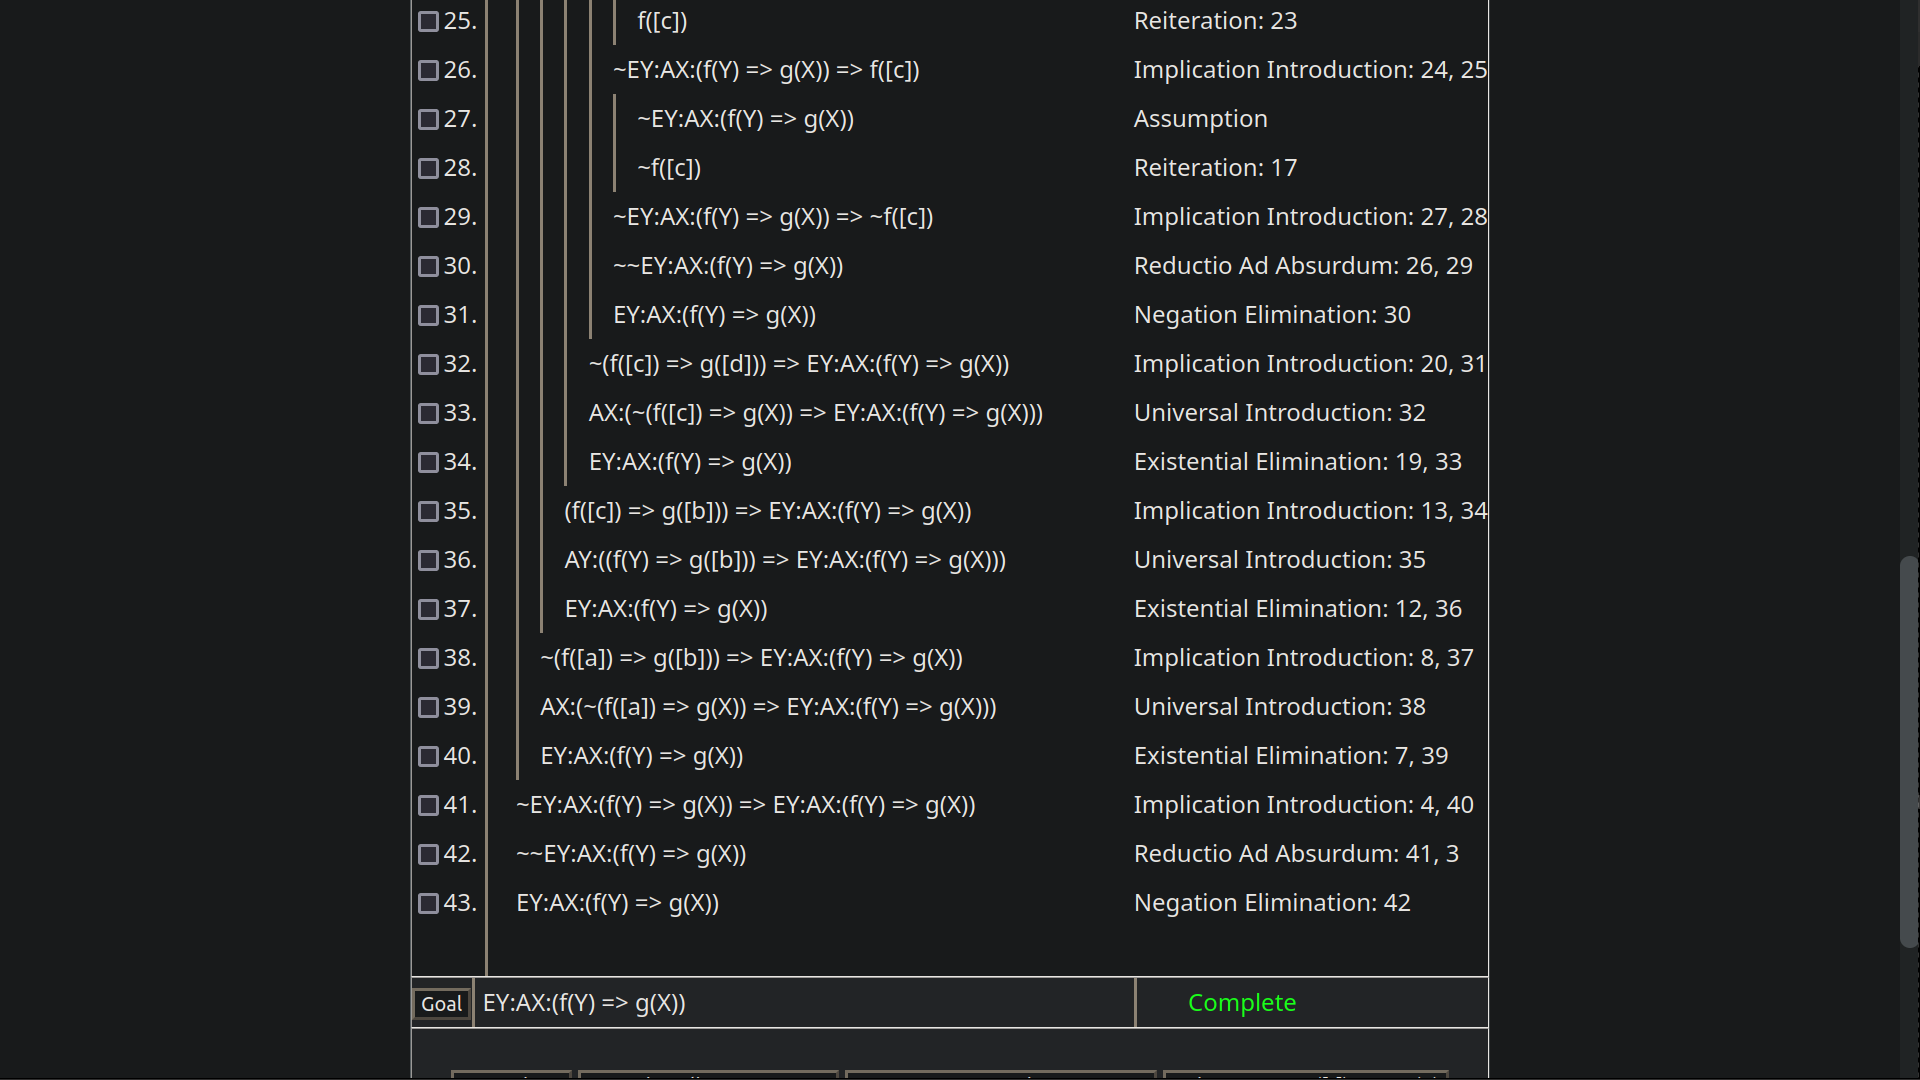 25. f([c]) Reiteration: 23
26. ~EY:AX:(f(Y) => g(X)) => f([c]) Implication Introduction: 24, 25
27. ~EY:AX:(f(Y) => g(X)) Assumption
28. ~f([c]) Reiteration: 17
29. ~EY:AX:(f(Y) => g(X)) => ~f([c]) Implication Introduction: 27, 28
30. ~~EY:AX:(f(Y) => g(X)) Reductio Ad Absurdum: 26, 29
31. EY:AX:(f(Y) => g(X)) Negation Elimination: 30
32. ~(f([c]) => g([d])) => EY:AX:(f(Y) => g(X)) Implication Introduction: 20, 31
33. AX:(~(f([c]) => g(X)) => EY:AX:(f(Y) => g(X))) Universal Introduction: 32
34. EY:AX:(f(Y) => g(X)) Existential Elimination: 19, 33
35. (f([c]) => g([b])) => EY:AX:(f(Y) => g(X)) Implication Introduction: 13, 34
36. AY:((f(Y) => g([b])) => EY:AX:(f(Y) => g(X))) Universal Introduction: 35
37. EY:AX:(f(Y) => g(X)) Existential Elimination: 12, 36
38. ~(f([a]) => g([b])) => EY:AX:(f(Y) => g(X)) Implication Introduction: 8, 37
39. AX:(~(f([a]) => g(X)) => EY:AX:(f(Y) => g(X))) Universal Introduction: 38
40. EY:AX:(f(Y) => g(X)) Existential Elimination: 7, 39
41. ~EY:AX:(f(Y) => g(X)) => EY:AX:(f(Y) => g(X)) Implication Introduction: 4, 40
42. ~~EY:AX:(f(Y) => g(X)) Reductio Ad Absurdum: 41, 3
43. EY:AX:(f(Y) => g(X)) Negation Elimination: 42
Goal EY:AX:(f(Y) => g(X)) Complete